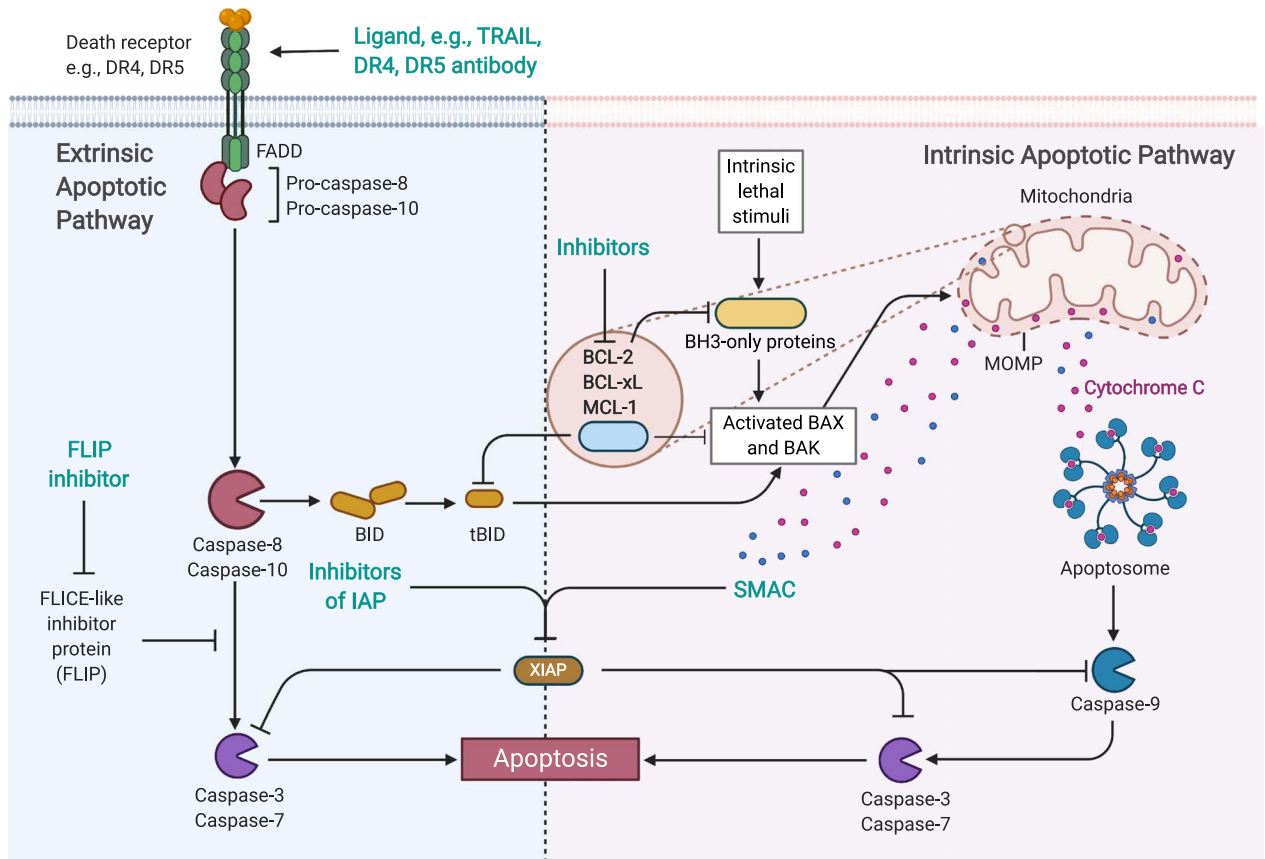 Death receptor
e.g., DR4, DR5
Ligand, e.g., TRAIL,
DR4, DR5 antibody
Extrinsic
Apoptotic
Pathway
FADD
Pro-caspase-8
Pro-caspase-10
Intrinsic
lethal
stimuli
Intrinsic Apoptotic Pathway
Mitochondria
Inhibitors
BH3-only proteins
BCL-2
BCL-xL
MCL-1
MOMP
Cytochrome C
Activated BAX
and BAK
FLIP
inhibitor
Caspase-8
Caspase-10
BID
tBID
Apoptosome
Inhibitors
of IAP
SMAC
FLICE-like
inhibitor
protein
(FLIP)
XIAP
Caspase-9
Apoptosis
Caspase-3
Caspase-7
Caspase-3
Caspase-7